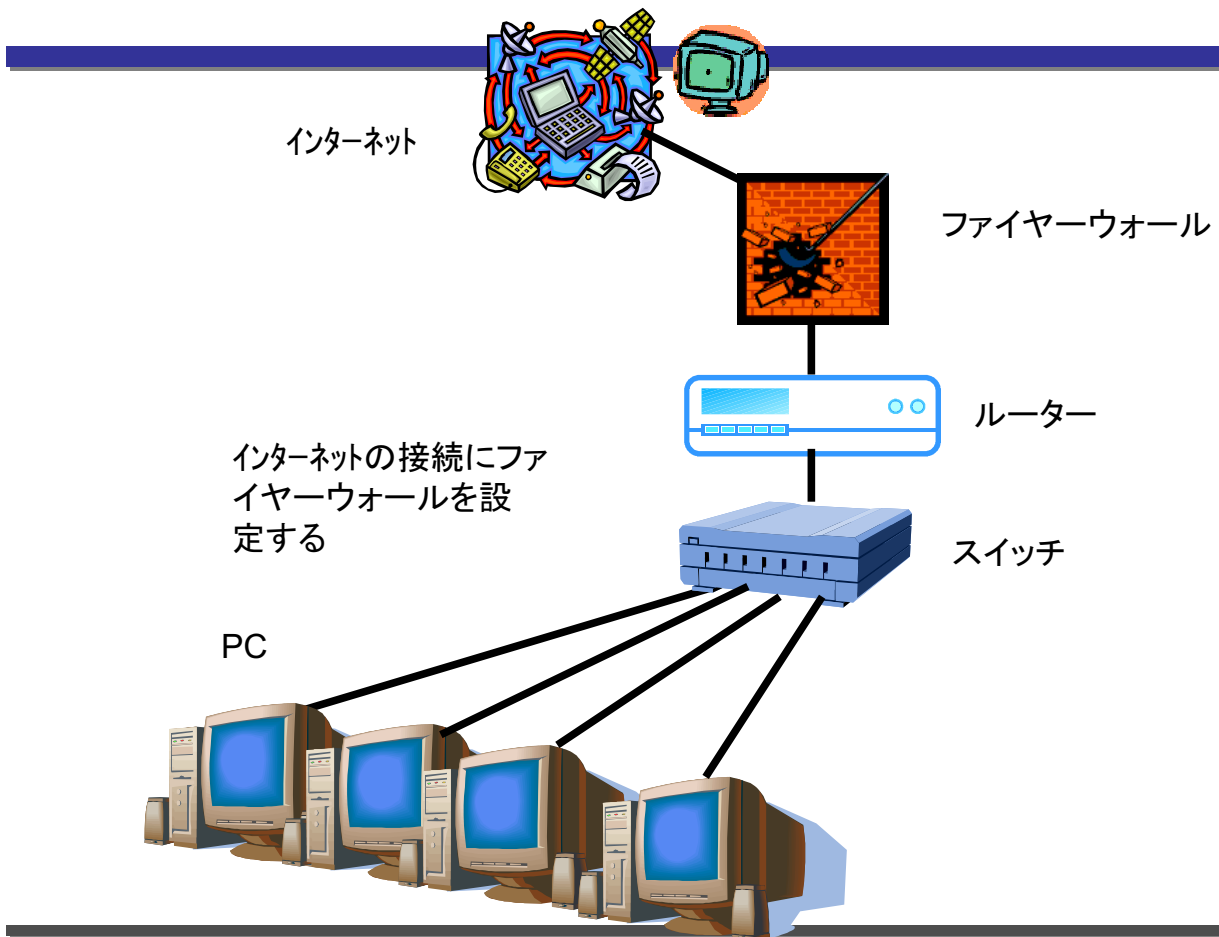 インターネット
ファイヤーウォール
ルーター
インターネットの接続にファ
イヤーウォールを設
定する
スイッチ
PC